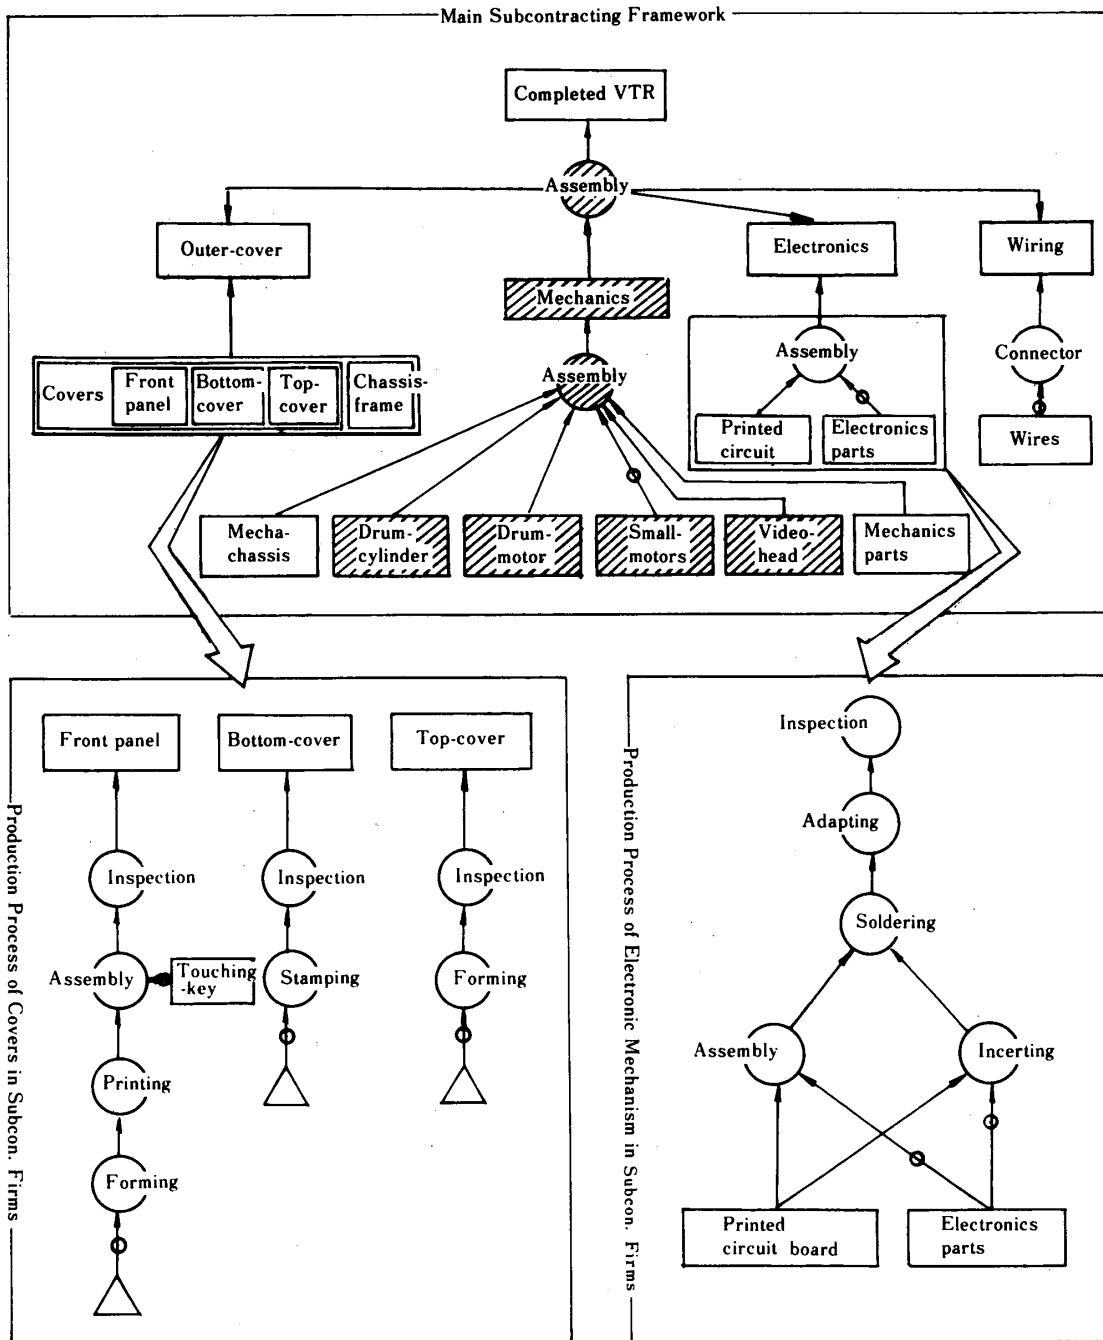 Main Subcontracting Framework
Completed VTR
Assembly
Outer-cover
Electronics
Wiring
Mechanics
Covers
Front
panel
Bottom-
cover
Top-
cover
Chassis-
frame
Assembly
Assembly
Connector
Printed
circuit
Electronics
parts
Wires
Mecha-
chassis
Drum-
cylinder
Drum-
motor
Small-
motors
Video-
head
Mechanics
parts
Production Process of Covers in Subcon. Firms
Front panel
Bottom-cover
Top-cover
Inspection
Inspection
Inspection
Assembly
Touching
-key
Stamping
Forming
Printing
Forming
Production Process of Electronic Mechanism in Subcon. Firms
Inspection
Adapting
Soldering
Assembly
Incerting
Printed
circuit board
Electronics
parts